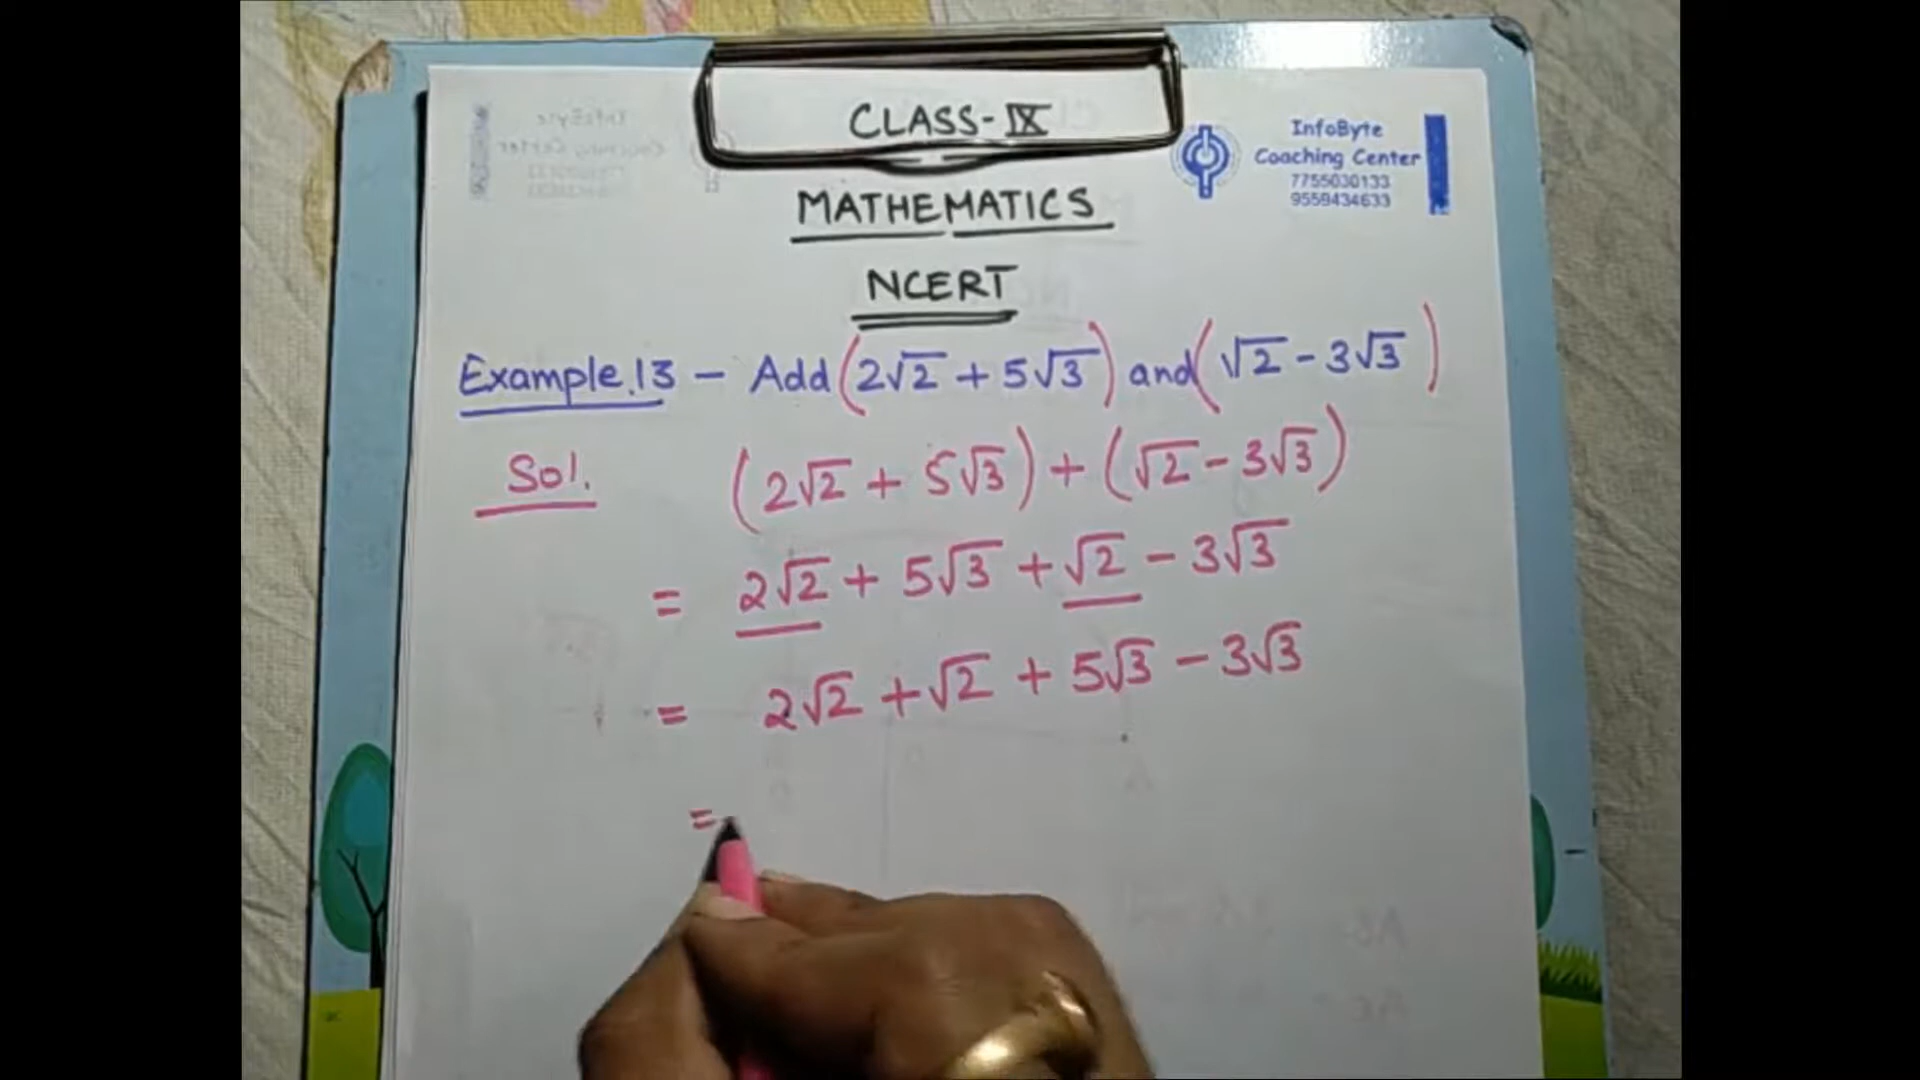 CLASS-IX
InfoByte
Coaching Center
7755030133
9559434633
MATHEMATICS
NCERT
Example.13 - Add (2√2 + 5√3) and (√2 - 3√3)
Sol. (2√2 + 5√3) + (√2 - 3√3)
= 2√2 + 5√3 + √2 - 3√3
= 2√2 + √2 + 5√3 - 3√3
=